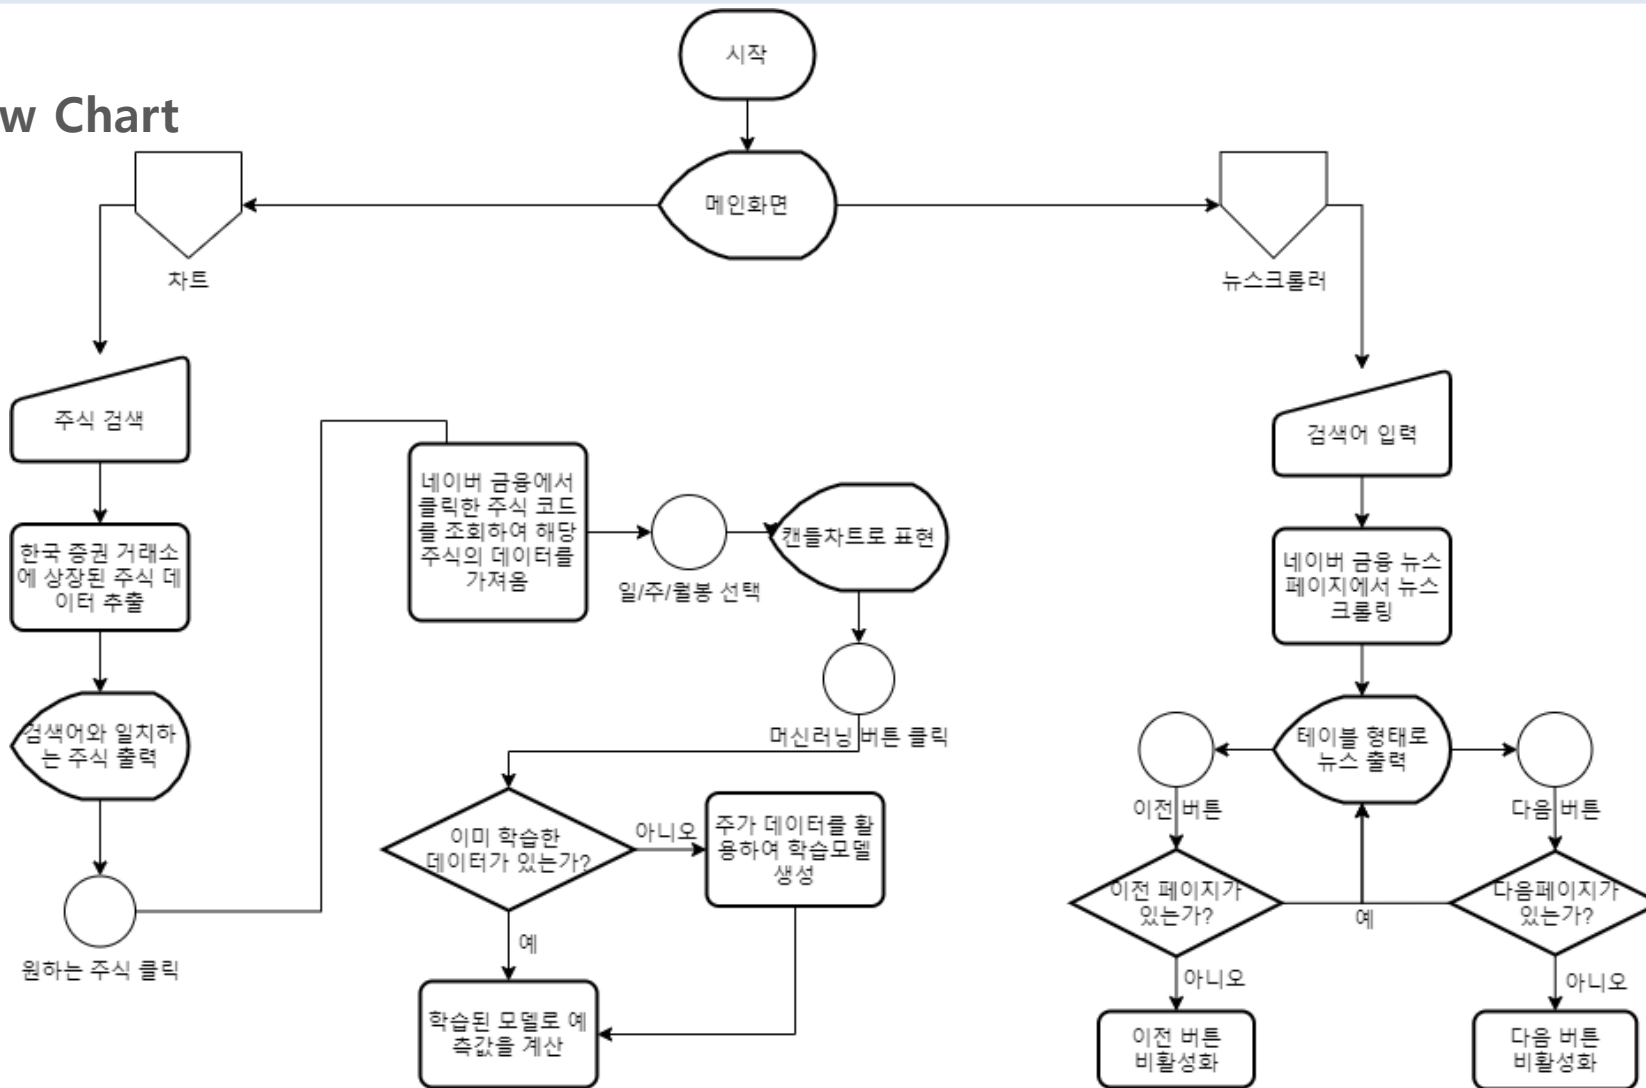 시작
w Chart
메인화면
차트
뉴스크롤러
주식 검색
검색어 입력
네이버 금융에서
클릭한 주식 코드
를 조회하여 해당
주식의 데이터를
가져옴
일/주/월봉 선택
캔들차트로 표현
한국 증권 거래소
에 상장된 주식 데
이터 추출
네이버 금융 뉴스
페이지에서 뉴스
크롤링
검색어와 일치하
는 주식 출력
머신러닝 버튼 클릭
테이블 형태로
뉴스 출력
이전 버튼
다음 버튼
이미 학습한
데이터가 있는가?
아니오
주가 데이터를 활
용하여 학습모델
생성
이전 페이지가
있는가?
예
다음페이지가
있는가?
원하는 주식 클릭
예
아니오
아니오
학습된 모델로 예
측값을 계산
이전 버튼
비활성화
다음 버튼
비활성화